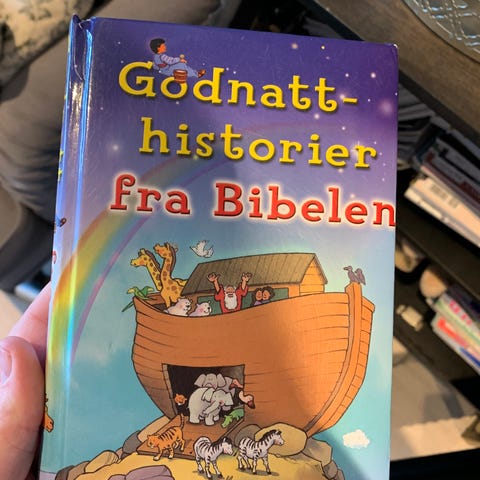 Godnatt-
historier
fra Bibelen